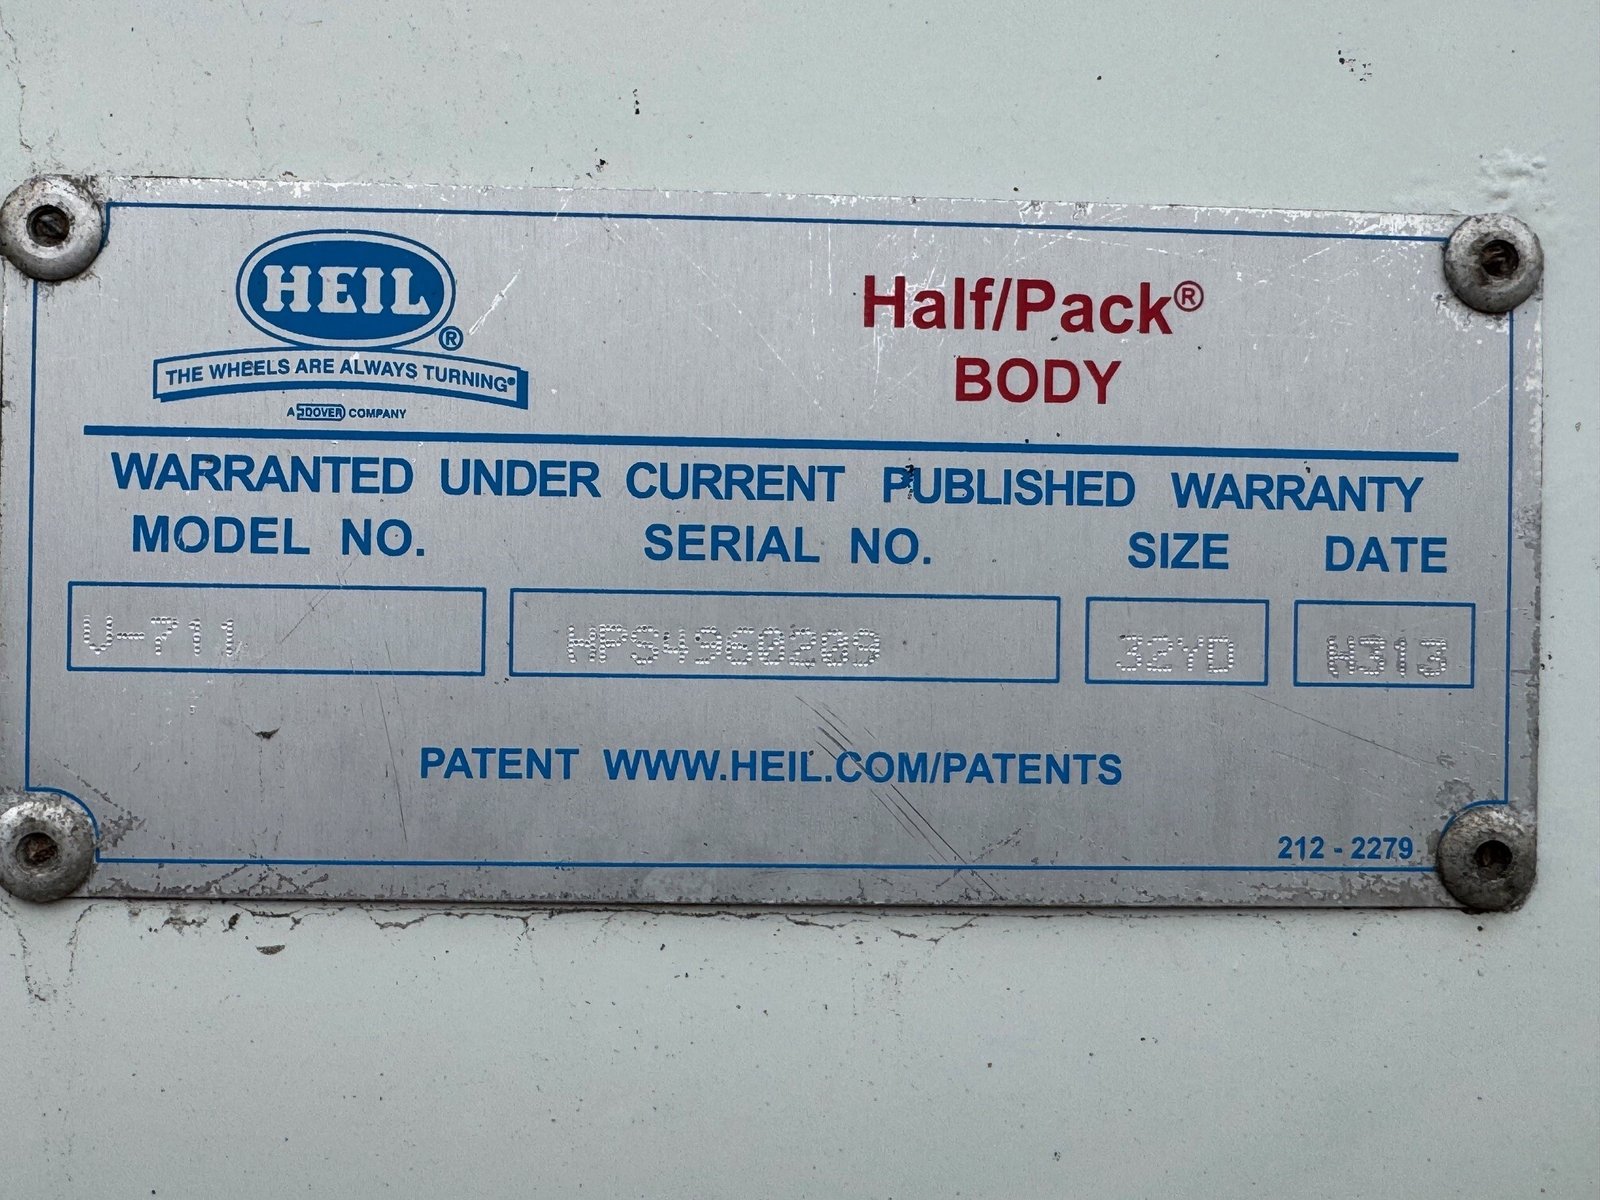 HEIL®
THE WHEELS ARE ALWAYS TURNING®
A DOVER COMPANY
Half/Pack®
BODY
WARRANTED UNDER CURRENT PUBLISHED WARRANTY
MODEL NO. SERIAL NO. SIZE DATE
V-711 HPS4960209 32YD H313
PATENT WWW.HEIL.COM/PATENTS
212 - 2279